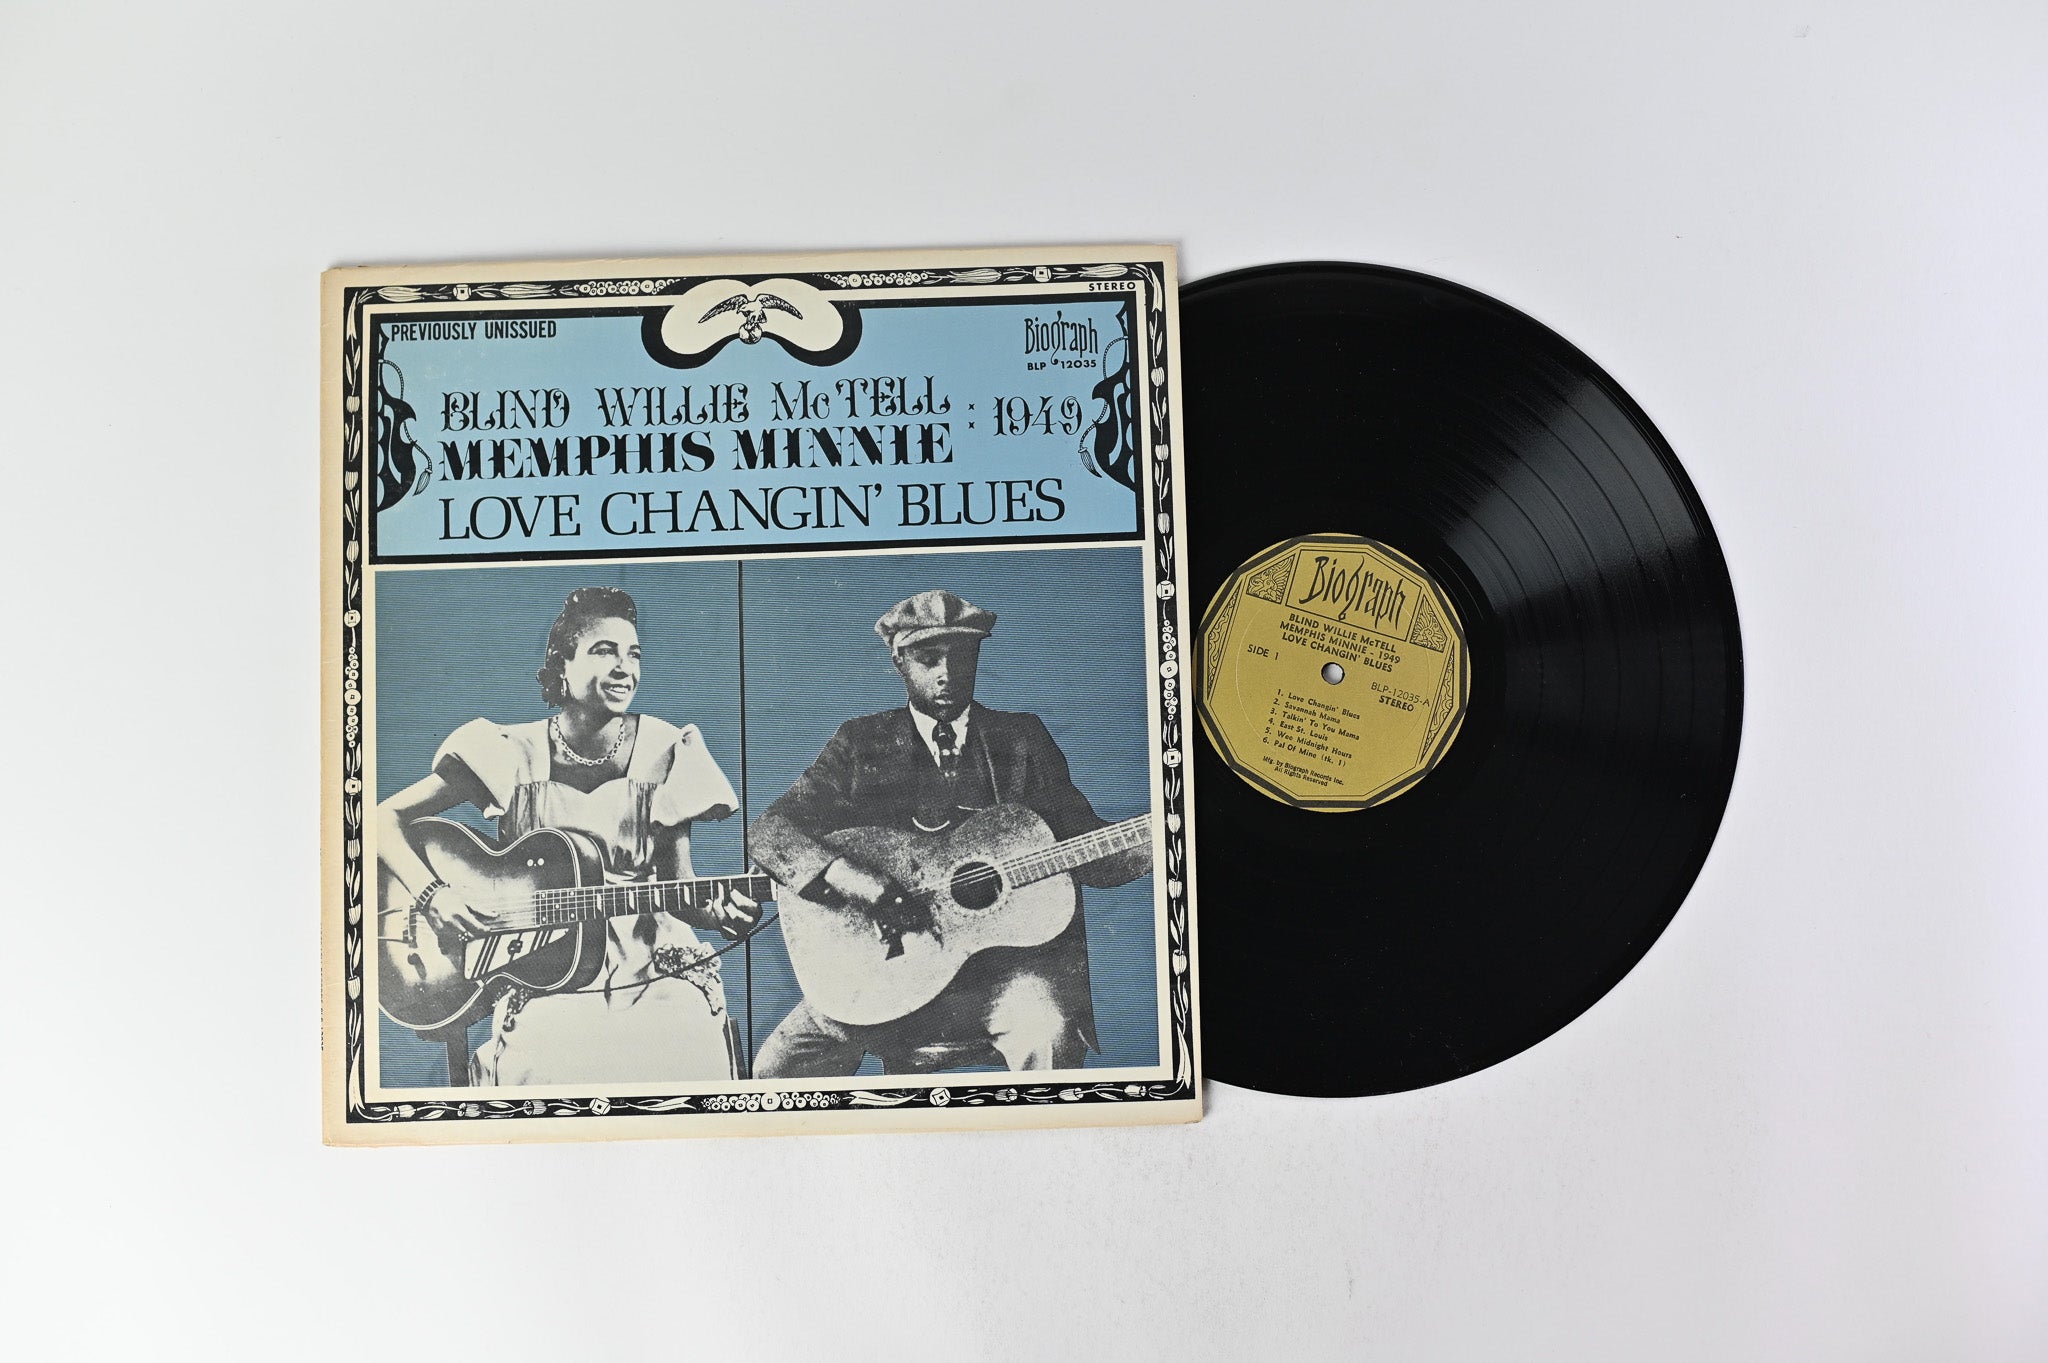 STEREO
PREVIOUSLY UNISSUED
Biograph
BLP 12035
BLIND WILLIE McTELL
MEMPHIS MINNIE
: 1949
LOVE CHANGIN' BLUES
Biograph
BLIND WILLIE McTELL
MEMPHIS MINNIE - 1949
LOVE CHANGIN' BLUES
SIDE 1
BLP-12035-A
STEREO
1. Love Changin' Blues
2. Savannah Mama
3. Talkin' To You Mama
4. East St. Louis
5. Wee Midnight Hours
6. Pal Of Mine (tk. 1)
Mfg. by Biograph Records Inc.
All Rights Reserved